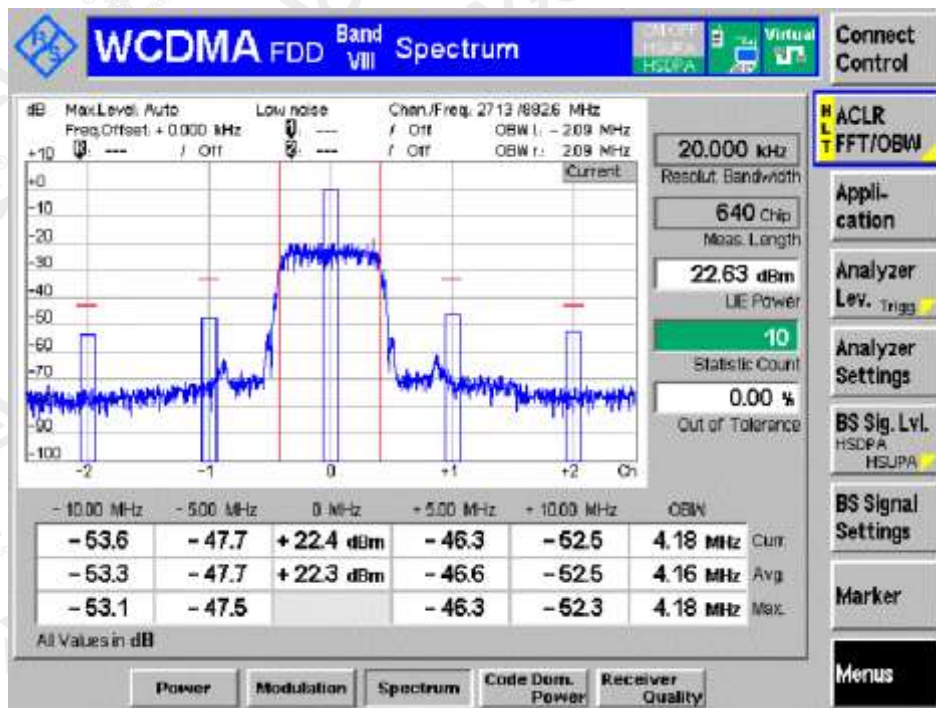 WCDMA FDD Band VIII Spectrum
HSUPA
HSDPA
Virtual
Connect Control
dB Max.Level: Auto Low noise Chan./Freq.: 2713 /882.6 MHz
Freq.Offset: + 0.000 kHz 1: --- / Off OBW l.: - 2.09 MHz
R: --- / Off 2: --- / Off OBW r.: 2.09 MHz
Current
+10
+0
-10
-20
-30
-40
-50
-60
-70
-90
-100
-2 -1 0 +1 +2 Ch
20.000 kHz
Resolut. Bandwidth
640 Chip
Meas. Length
22.63 dBm
UE Power
10
Statistic Count
0.00 %
Out of Tolerance
HLT
ACLR
FFT/OBW
Appli-
cation
Analyzer
Lev. Trigg.
Analyzer
Settings
BS Sig. Lvl.
HSDPA
HSUPA
BS Signal
Settings
Marker
Menus
- 10.00 MHz - 5.00 MHz 0 MHz + 5.00 MHz + 10.00 MHz OBW
- 53.6 - 47.7 + 22.4 dBm - 46.3 - 52.5 4.18 MHz Curr.
- 53.3 - 47.7 + 22.3 dBm - 46.6 - 52.5 4.16 MHz Avg.
- 53.1 - 47.5 - 46.3 - 52.3 4.18 MHz Max.
All Values in dB
Power
Modulation
Spectrum
Code Dom. Power
Receiver Quality